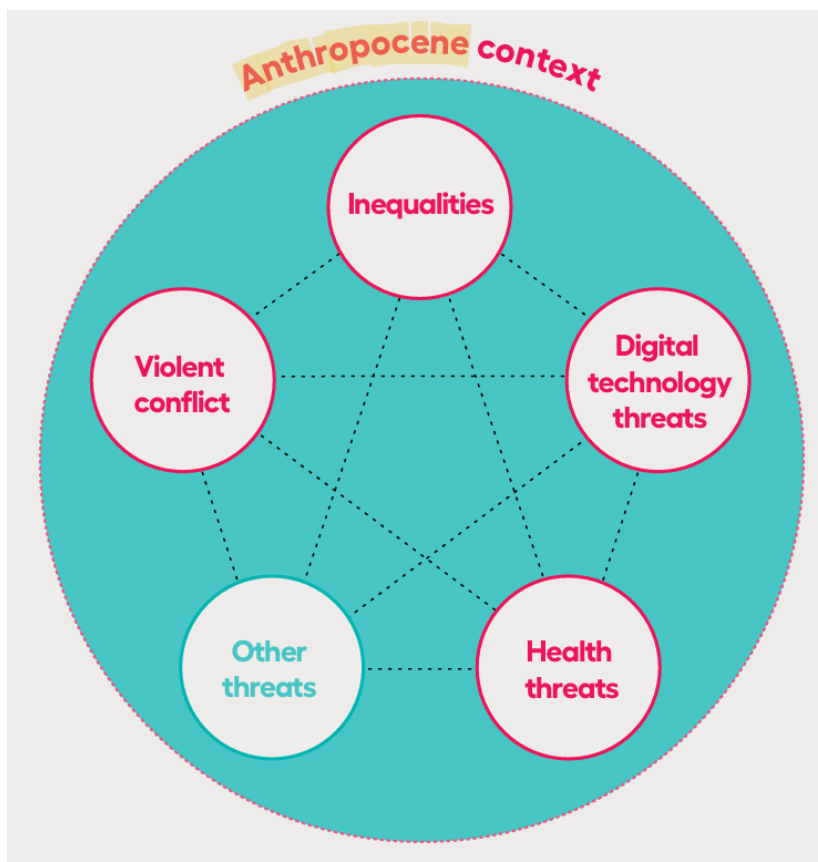 Anthropocene context
Inequalities
Violent
conflict
Digital
technology
threats
Other
threats
Health
threats